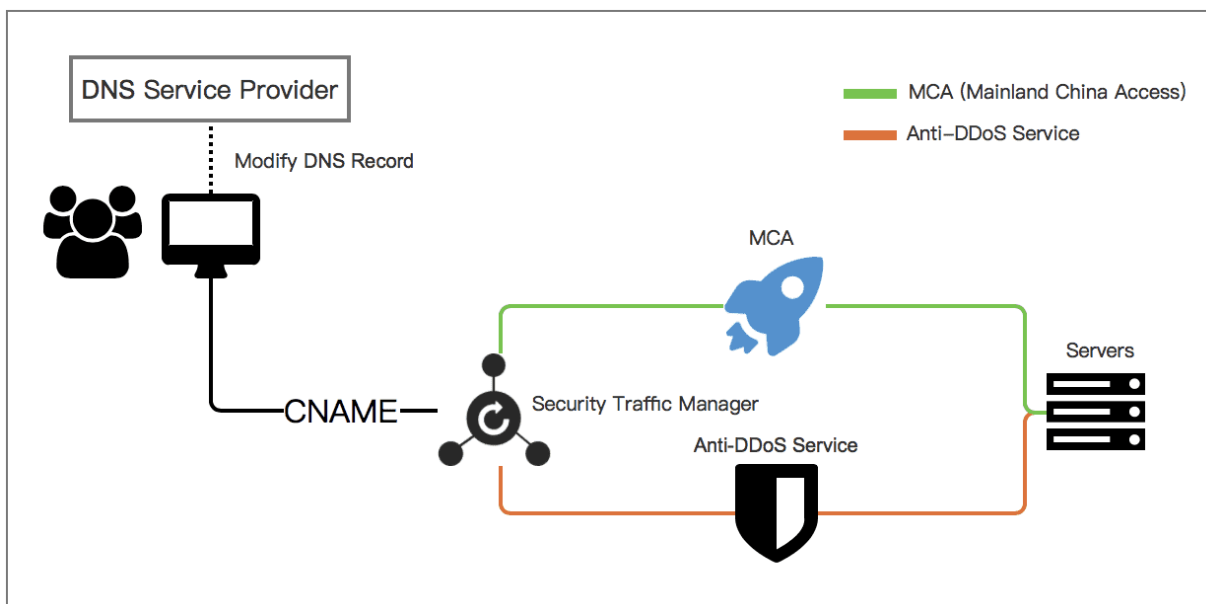 DNS Service Provider
Modify DNS Record
MCA (Mainland China Access)
Anti-DDoS Service
MCA
Servers
CNAME
Security Traffic Manager
Anti-DDoS Service